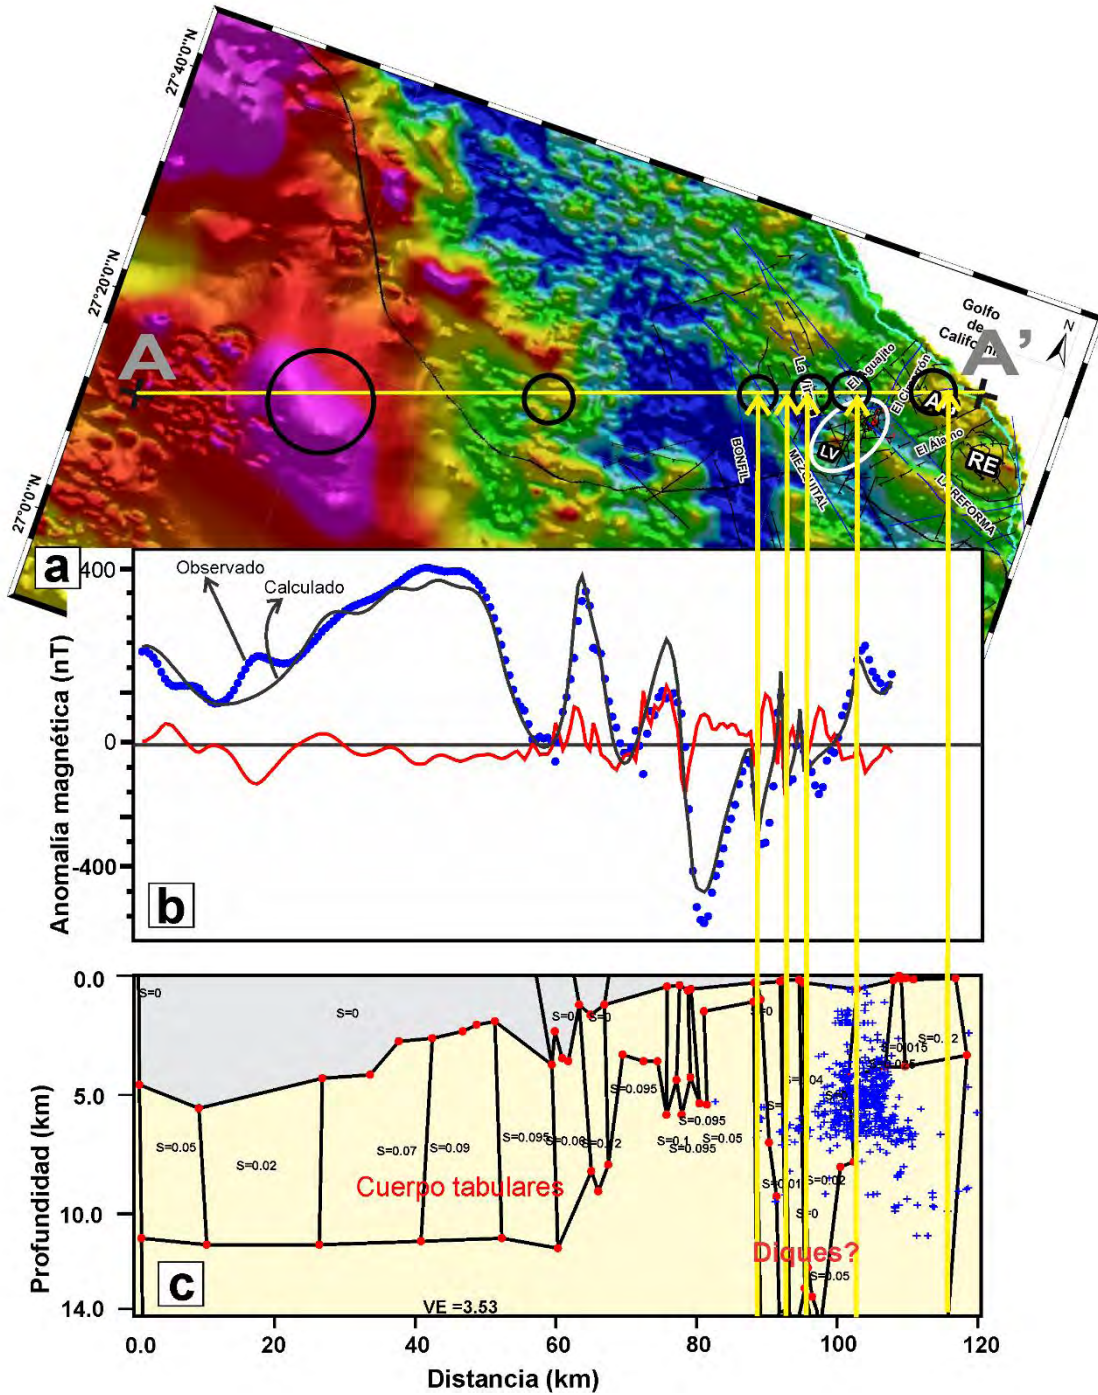 27°40'0"N
27°20'0"N
27°0'0"N
A
A'
Golfo
de
California
N
El Aguajito
El Cimarrón
El Álamo
LA REFORMA
MEZQUITAL
BONFIL
LV
RE
a
400
0
-400
Anomalía magnética (nT)
Observado
Calculado
b
0.0
5.0
10.0
14.0
Profundidad (km)
S=0
S=0
S=0
S=0
S=0.05
S=0.02
S=0.07
S=0.09
S=0.095
S=0.095
S=0.095
S=0.1
S=0.05
S=0.095
S=0.015
S=0.02
S=0
S=0.05
Cuerpo tabulares
Diques?
c
VE =3.53
0.0
20
40
60
80
100
120
Distancia (km)